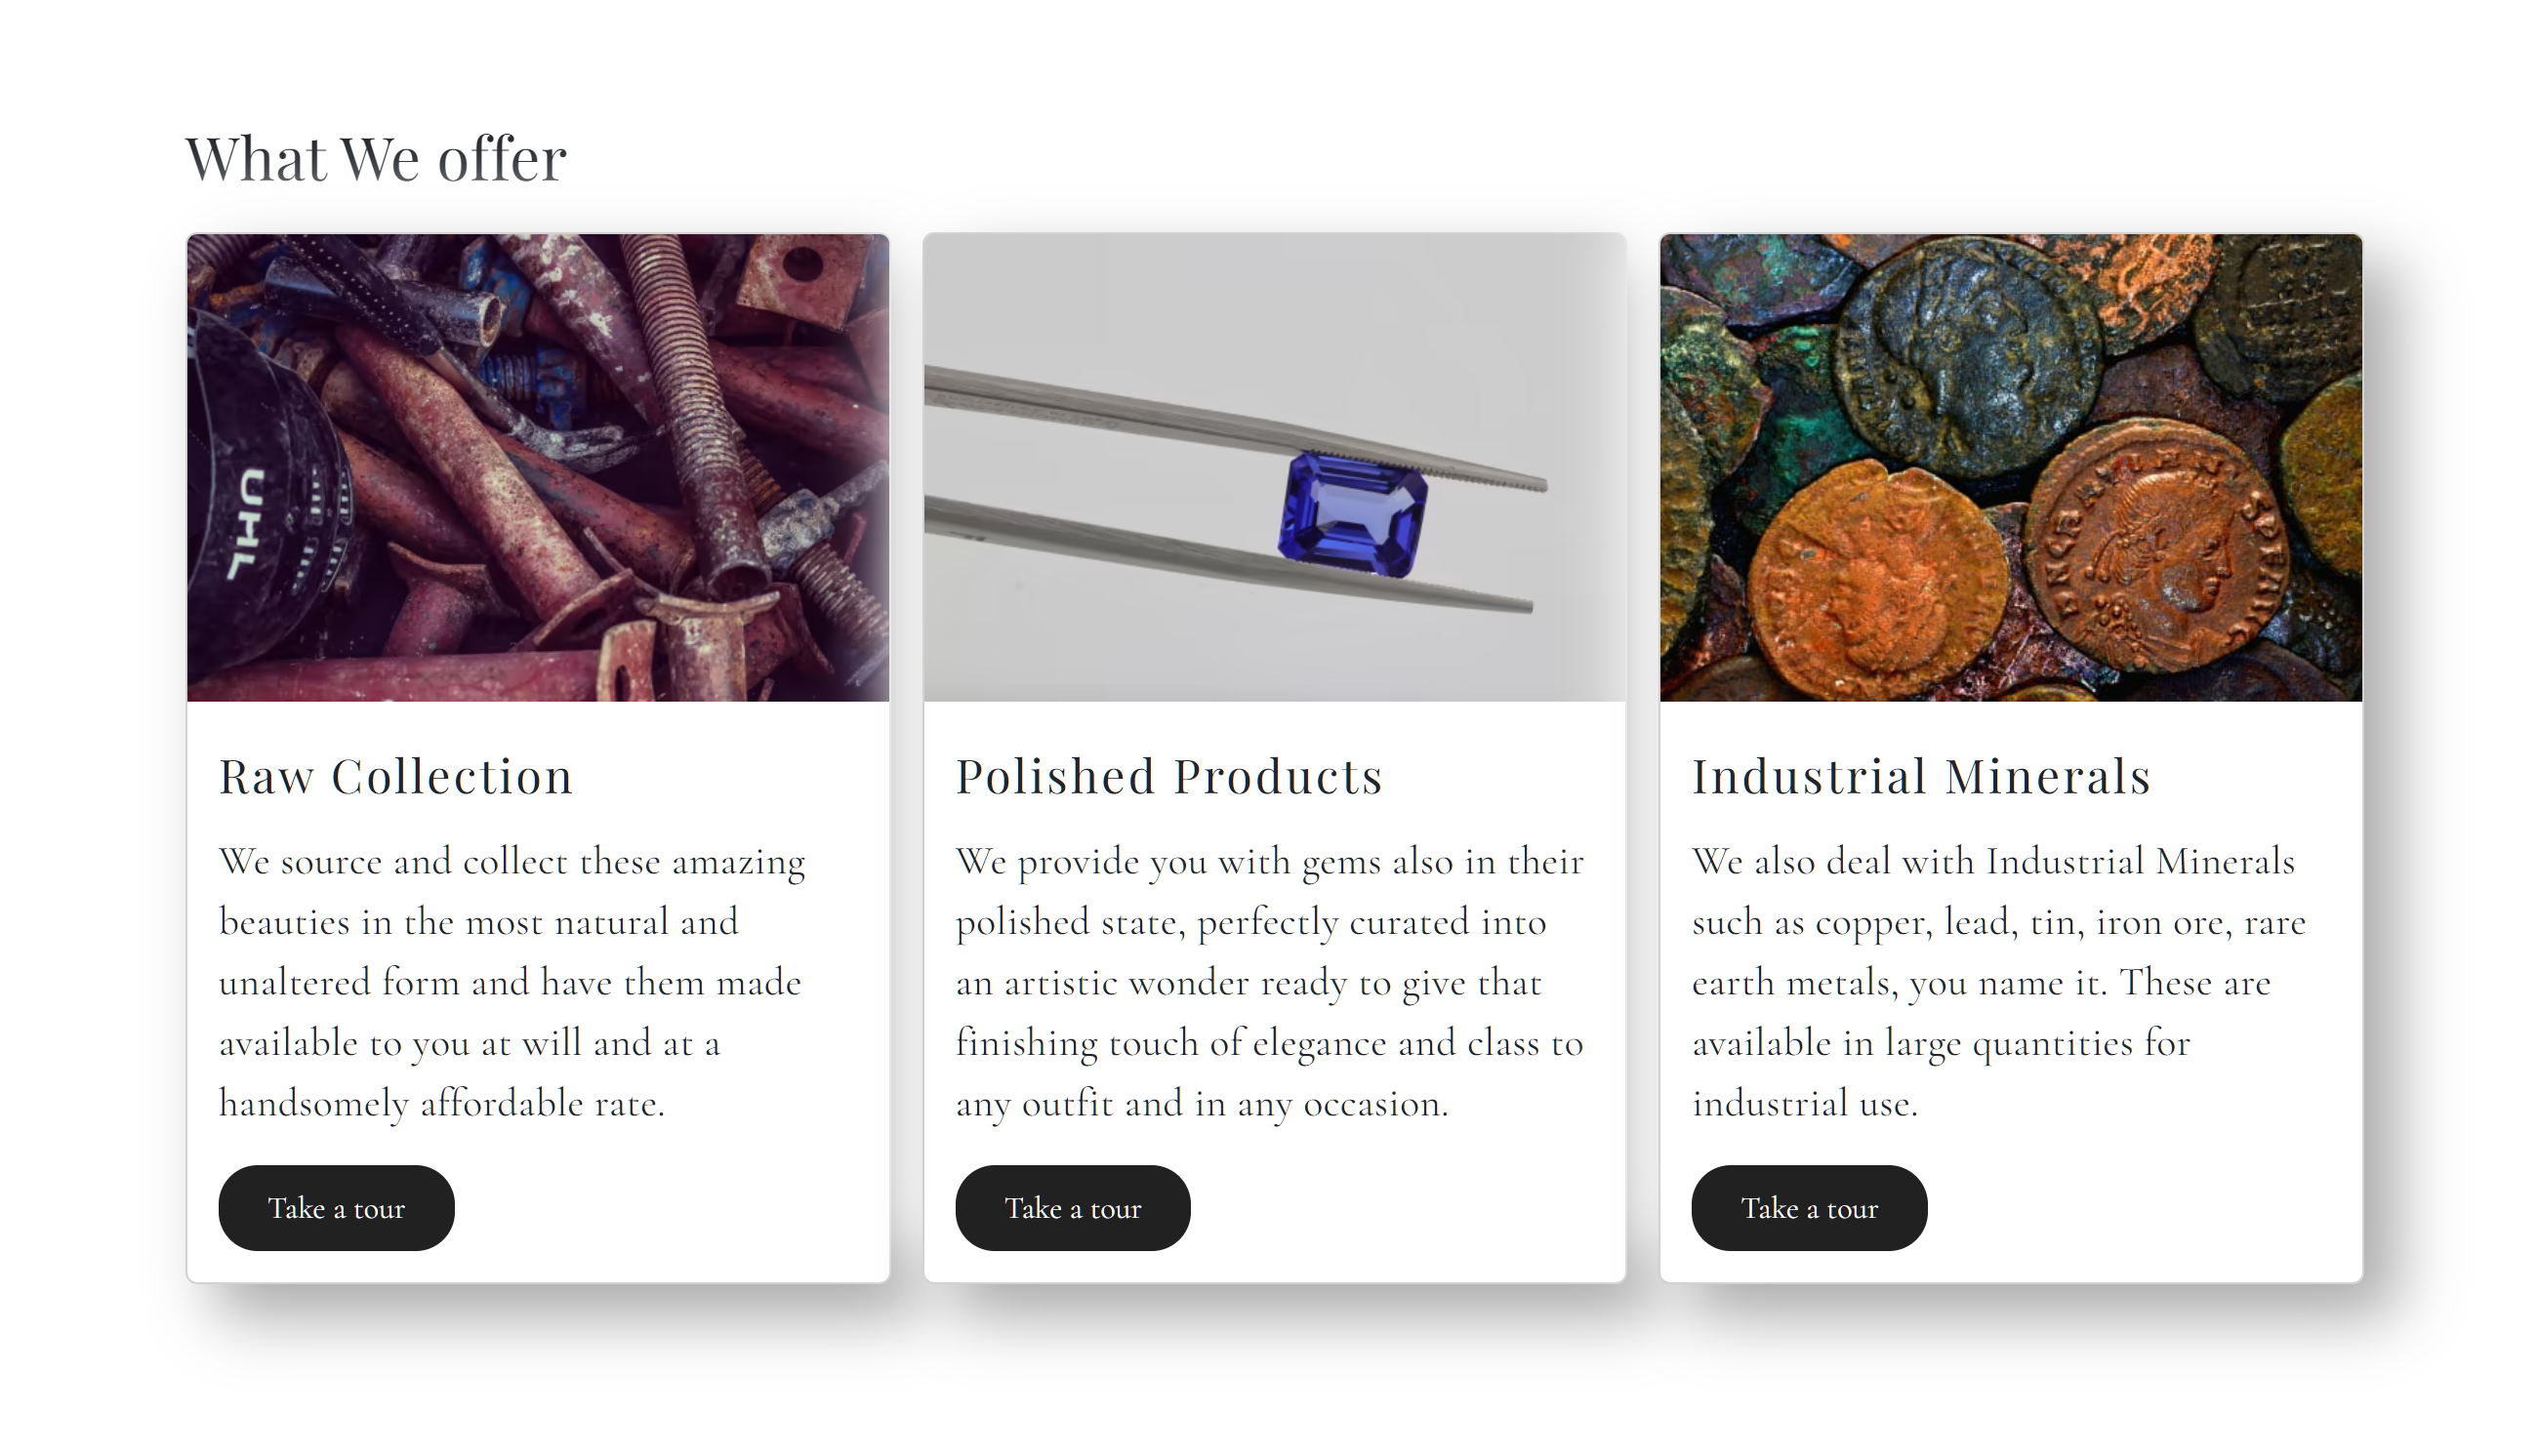 What We offer
UHL
Raw Collection
We source and collect these amazing
beauties in the most natural and
unaltered form and have them made
available to you at will and at a
handsomely affordable rate.
Take a tour
Polished Products
We provide you with gems also in their
polished state, perfectly curated into
an artistic wonder ready to give that
finishing touch of elegance and class to
any outfit and in any occasion.
Take a tour
Industrial Minerals
We also deal with Industrial Minerals
such as copper, lead, tin, iron ore, rare
earth metals, you name it. These are
available in large quantities for
industrial use.
Take a tour